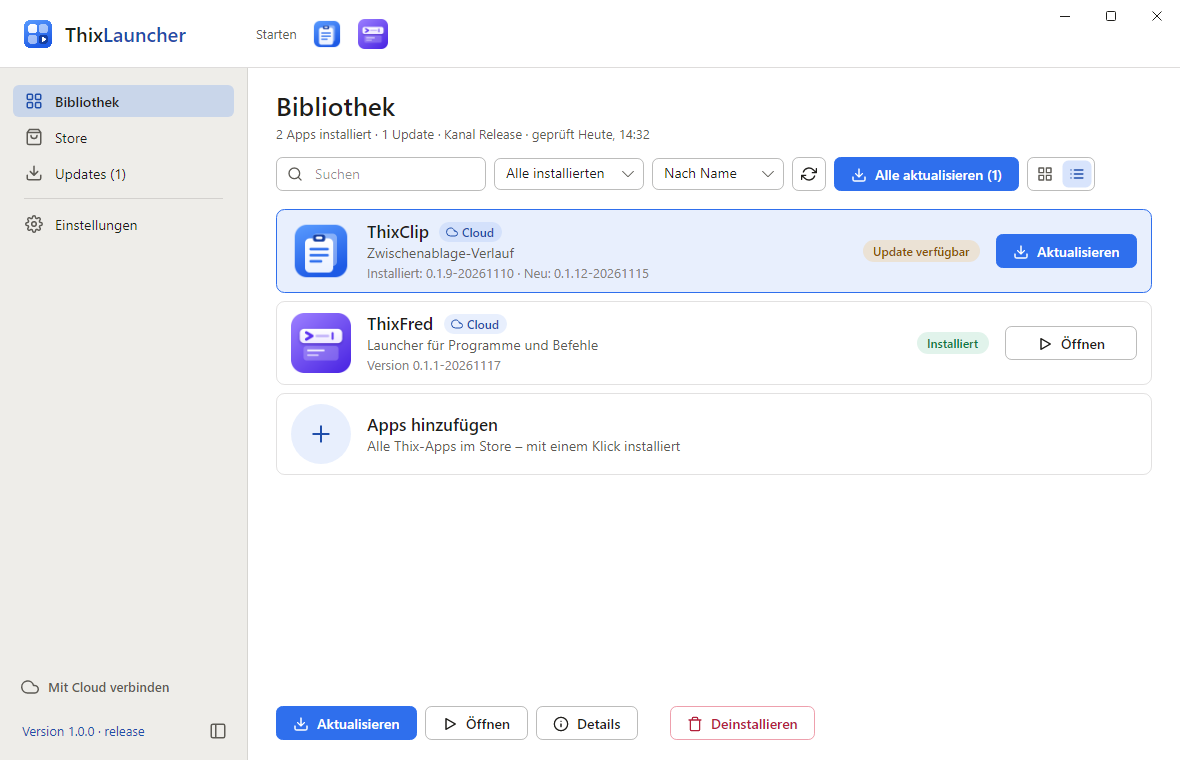 ThixLauncher
Starten
Bibliothek
Store
Updates (1)
Einstellungen
Mit Cloud verbinden
Version 1.0.0 · release
Bibliothek
2 Apps installiert · 1 Update · Kanal Release · geprüft Heute, 14:32
Suchen
Alle installierten
Nach Name
Alle aktualisieren (1)
ThixClip
Cloud
Zwischenablage-Verlauf
Installiert: 0.1.9-20261110 · Neu: 0.1.12-20261115
Update verfügbar
Aktualisieren
ThixFred
Cloud
Launcher für Programme und Befehle
Version 0.1.1-20261117
Installiert
Öffnen
Apps hinzufügen
Alle Thix-Apps im Store – mit einem Klick installiert
Aktualisieren
Öffnen
Details
Deinstallieren